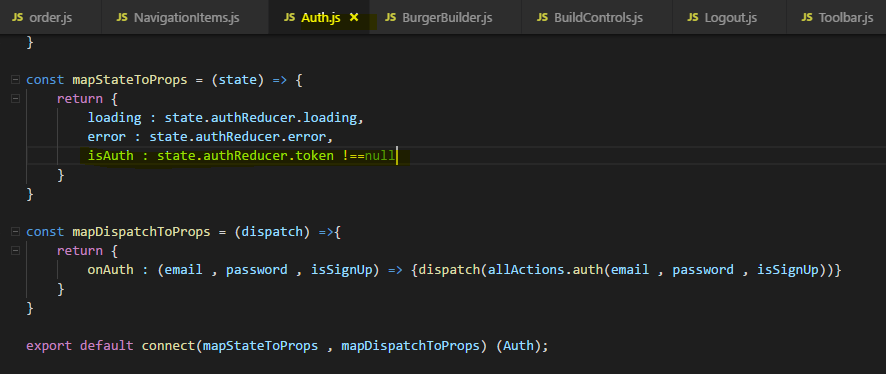 JS order.js JS NavigationItems.js JS Auth.js × JS BurgerBuilder.js JS BuildControls.js JS Logout.js JS Toolbar.js
}
const mapStateToProps = (state) => {
return {
loading : state.authReducer.loading,
error : state.authReducer.error,
isAuth : state.authReducer.token !==null
}
}
const mapDispatchToProps = (dispatch) =>{
return {
onAuth : (email , password , isSignUp) => {dispatch(allActions.auth(email , password , isSignUp))}
}
}
export default connect(mapStateToProps , mapDispatchToProps) (Auth);